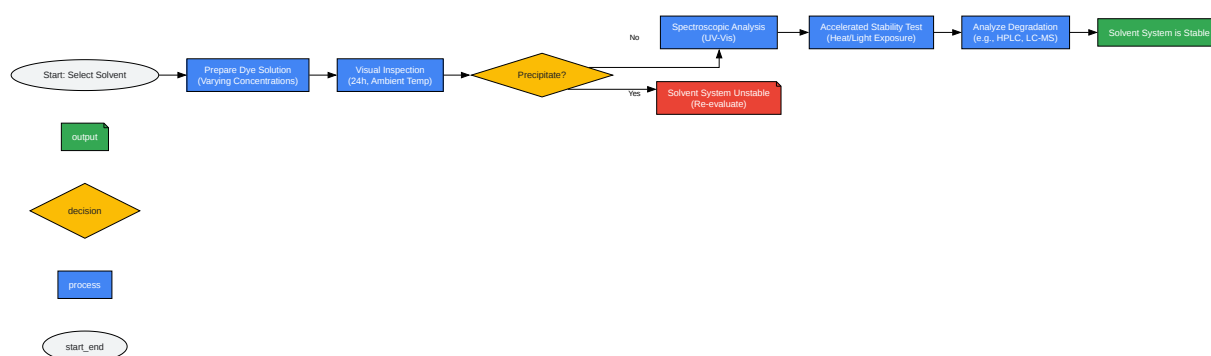 Start: Select Solvent
Prepare Dye Solution
(Varying Concentrations)
Visual Inspection
(24h, Ambient Temp)
Precipitate?
No
Yes
Spectroscopic Analysis
(UV-Vis)
Accelerated Stability Test
(Heat/Light Exposure)
Analyze Degradation
(e.g., HPLC, LC-MS)
Solvent System is Stable
Solvent System Unstable
(Re-evaluate)
output
decision
process
start_end